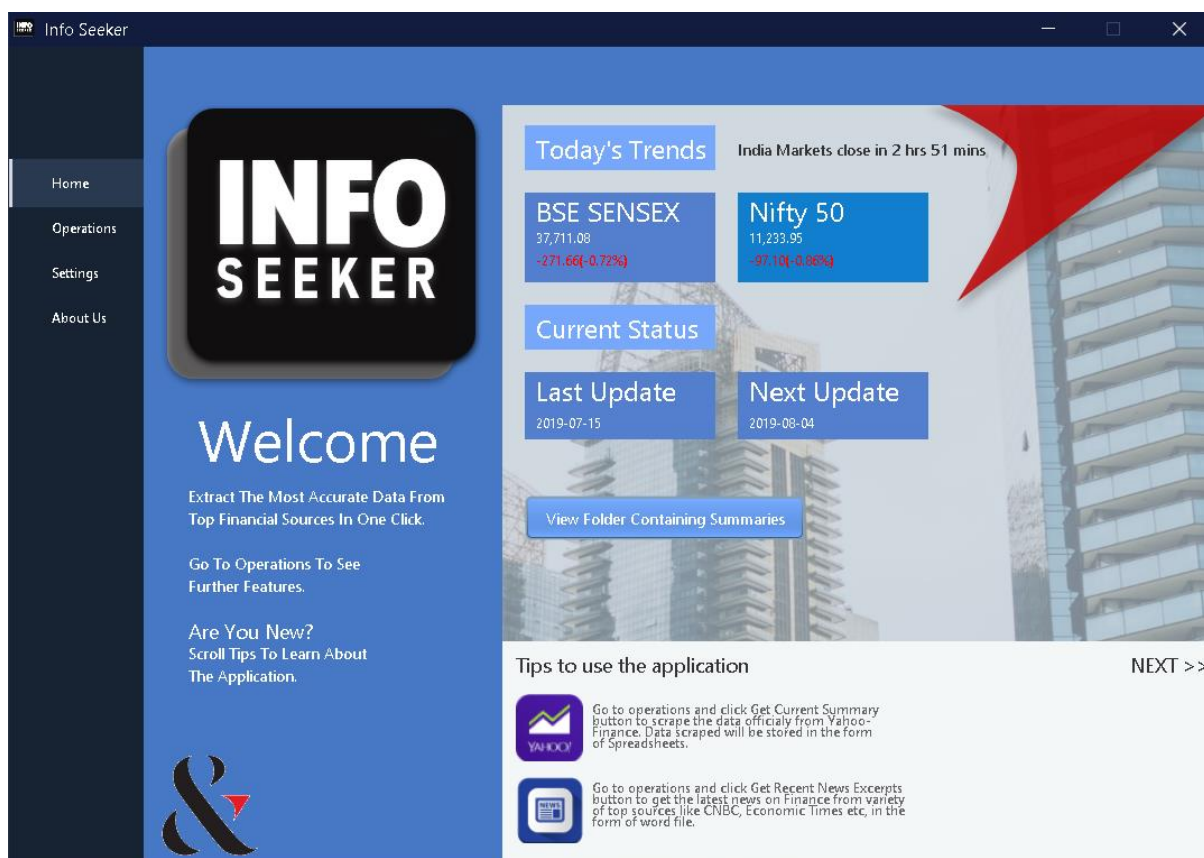 Info Seeker
Home
Operations
Settings
About Us
INFO
SEEKER
Welcome
Extract The Most Accurate Data From
Top Financial Sources In One Click.
Go To Operations To See
Further Features.
Are You New?
Scroll Tips To Learn About
The Application.
&
Today's Trends
India Markets close in 2 hrs 51 mins
BSE SENSEX
37,711.08
-271.66(-0.72%)
Nifty 50
11,233.95
-97.10(-0.86%)
Current Status
Last Update
2019-07-15
Next Update
2019-08-04
View Folder Containing Summaries
Tips to use the application
NEXT >>
YAHOO!
Go to operations and click Get Current Summary
button to scrape the data officialy from Yahoo-
Finance. Data scraped will be stored in the form
of Spreadsheets.
NEWS
Go to operations and click Get Recent News Excerpts
button to get the latest news on Finance from variety
of top sources like CNBC, Economic Times etc, in the
form of word file.